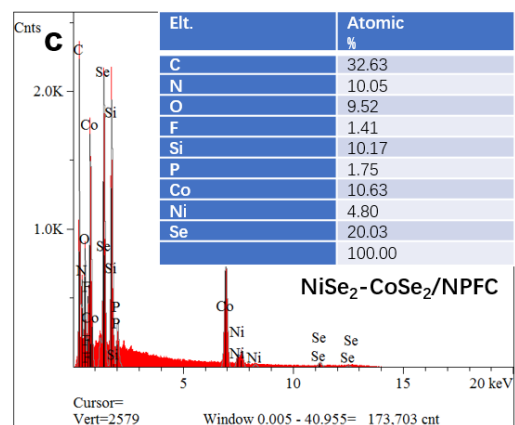 Cnts
C
Elt. Atomic %
C 32.63
N 10.05
O 9.52
F 1.41
Si 10.17
P 1.75
Co 10.63
Ni 4.80
Se 20.03
100.00
C
Se
2.0K
Si
Co
1.0K
O
Se
N
Si
F
P
Co
P
Si
NiSe2-CoSe2/NPFC
Co
Ni
Ni Ni
Se Se
Se Se
5 10 15 20 keV
Cursor=
Vert=2579 Window 0.005 - 40.955= 173.703 cnt